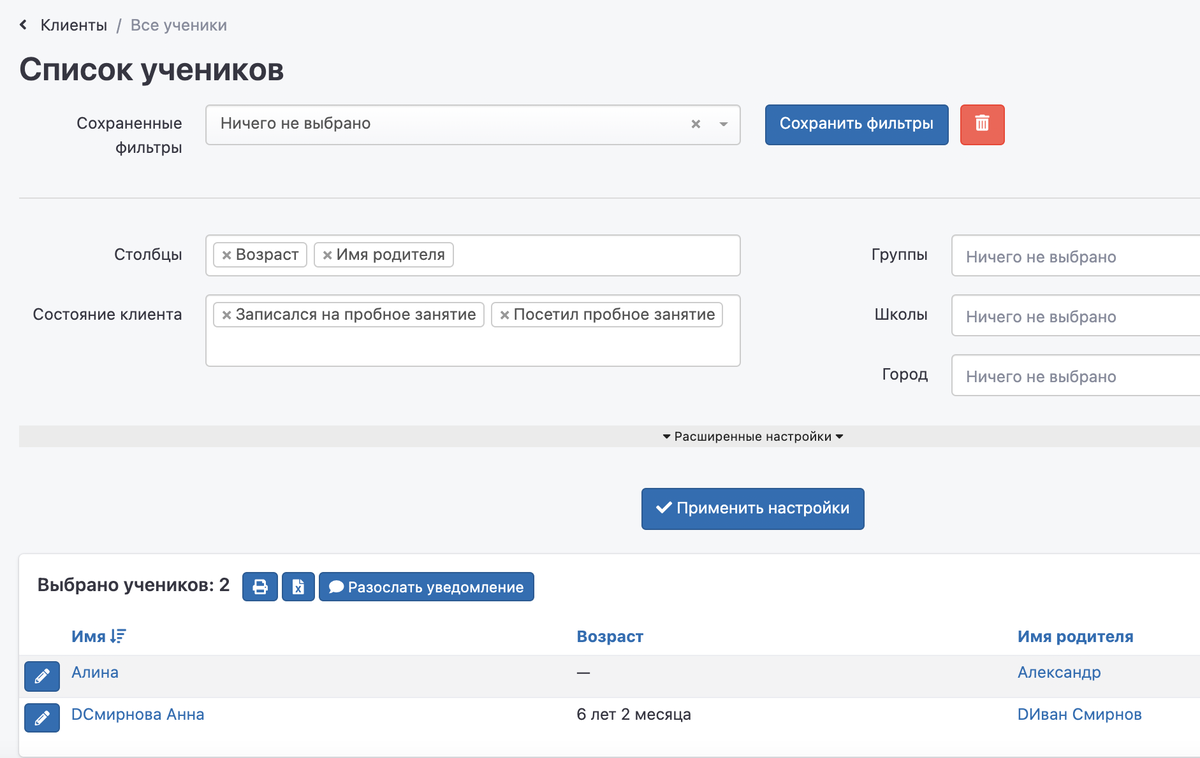 Клиенты / Все ученики
Список учеников
Сохраненные фильтры
Ничего не выбрано
Сохранить фильтры
Столбцы
× Возраст × Имя родителя
Группы
Ничего не выбрано
Состояние клиента
× Записался на пробное занятие × Посетил пробное занятие
Школы
Ничего не выбрано
Город
Ничего не выбрано
Расширенные настройки
Применить настройки
Выбрано учеников: 2 Разослать уведомление
Имя Возраст Имя родителя
Алина — Александр
DСмирнова Анна 6 лет 2 месяца DИван Смирнов